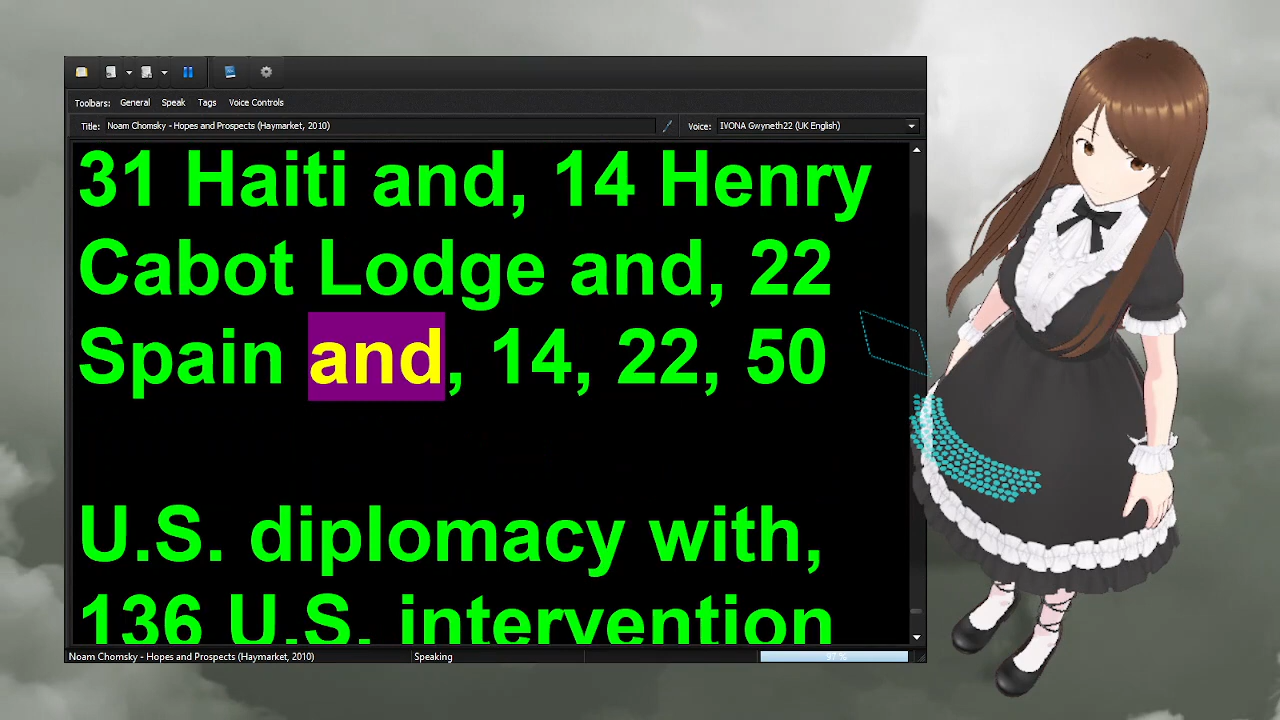 Toolbars: General Speak Tags Voice Controls
Title: Noam Chomsky - Hopes and Prospects (Haymarket, 2010) Voice: IVONA Gwyneth22 (UK English)
31 Haiti and, 14 Henry
Cabot Lodge and, 22
Spain and, 14, 22, 50
U.S. diplomacy with,
136 U.S. intervention
Noam Chomsky - Hopes and Prospects (Haymarket, 2010) Speaking 97 %